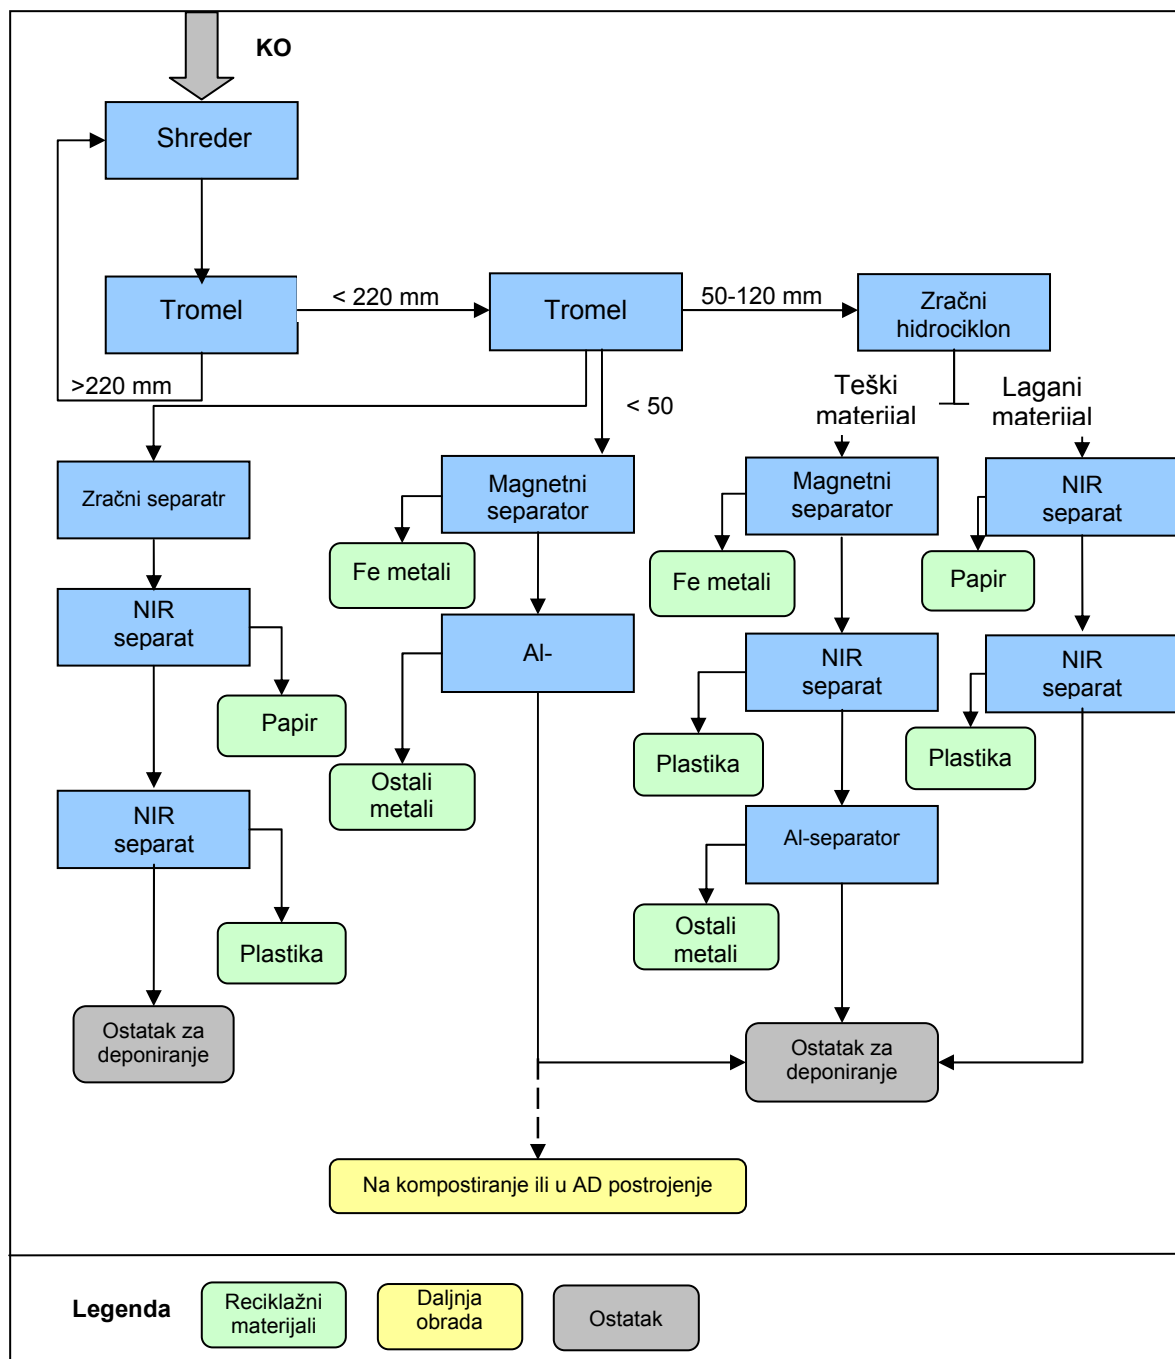 KO
Shreder
Tromel
< 220 mm
Tromel
50-120 mm
Zračni
hidrociklon
>220 mm
< 50
Teški
materijal
Lagani
materijal
Zračni separatr
Magnetni
separator
Magnetni
separator
NIR
separat
Fe metali
Fe metali
Papir
NIR
separat
Al-
NIR
separat
NIR
separat
Papir
Ostali
metali
Plastika
Plastika
NIR
separat
Al-separator
Plastika
Ostali
metali
Ostatak za
deponiranje
Ostatak za
deponiranje
Na kompostiranje ili u AD postrojenje
Legenda
Reciklažni
materijali
Daljnja
obrada
Ostatak